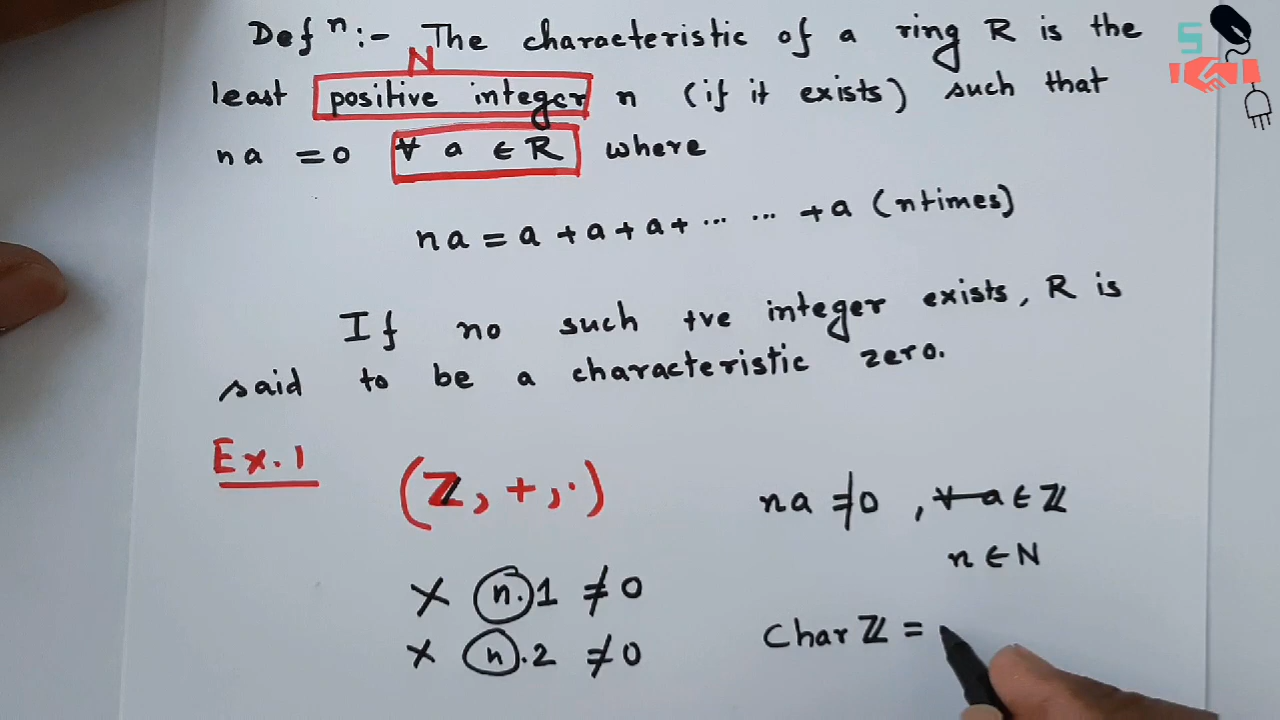 Defⁿ:- The characteristic of a ring R is the
N
least positive integer n (if it exists) such that
na = 0 ∀ a ∈ R where
na = a + a + a + ... ... + a (n times)
If no such +ve integer exists, R is
said to be a characteristic zero.
Ex. 1 (ℤ, +, ·)
na ≠ 0 , ∀ a ∈ ℤ
n ∈ N
× n. 1 ≠ 0
× n. 2 ≠ 0
Char ℤ =
S